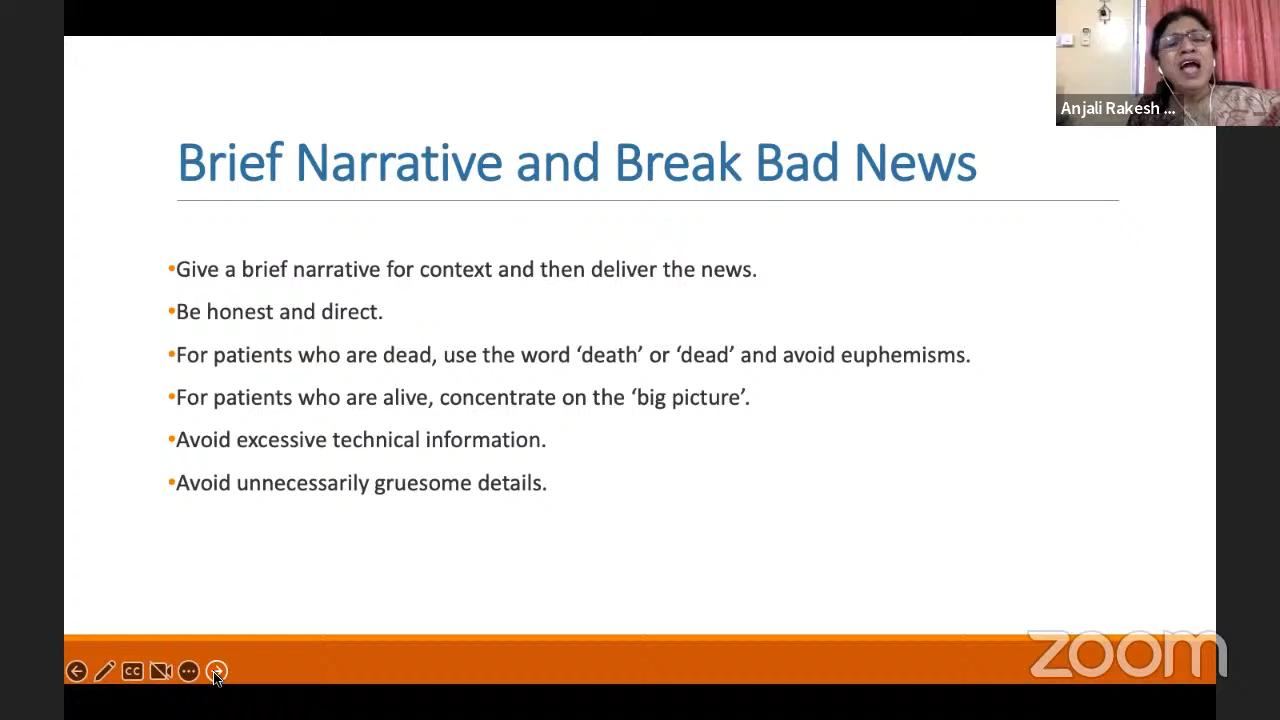 Anjali Rakesh ...
Brief Narrative and Break Bad News
•Give a brief narrative for context and then deliver the news.
•Be honest and direct.
•For patients who are dead, use the word ‘death’ or ‘dead’ and avoid euphemisms.
•For patients who are alive, concentrate on the ‘big picture’.
•Avoid excessive technical information.
•Avoid unnecessarily gruesome details.
CC
zoom